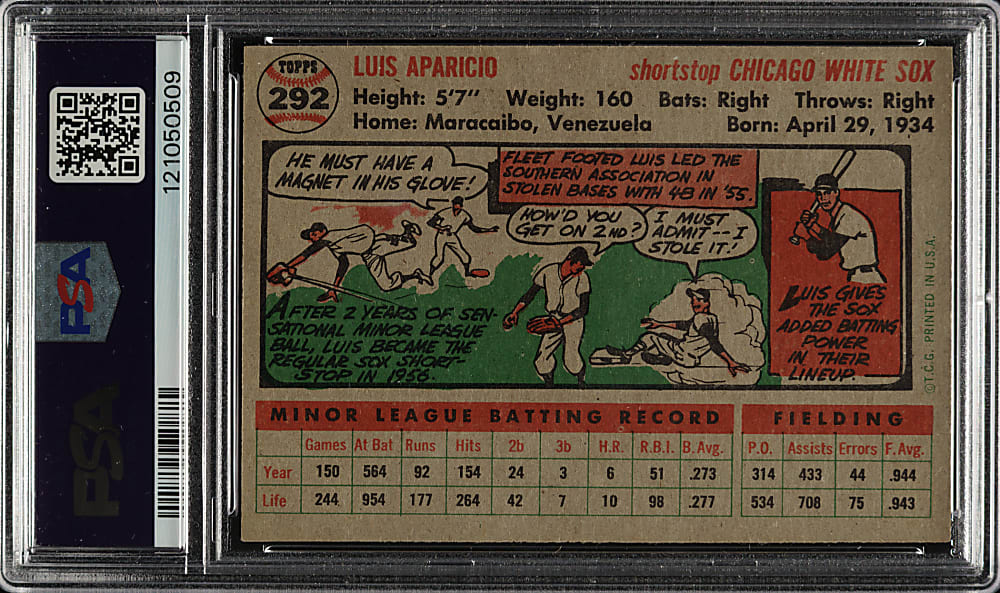 PSA
PSA
121050509
TOPPS
292
LUIS APARICIO
shortstop CHICAGO WHITE SOX
Height: 5'7" Weight: 160 Bats: Right Throws: Right
Home: Maracaibo, Venezuela Born: April 29, 1934
HE MUST HAVE A
MAGNET IN HIS GLOVE!
FLEET FOOTED LUIS LED THE
SOUTHERN ASSOCIATION IN
STOLEN BASES WITH 48 IN '55.
HOW'D YOU
GET ON 2ND?
I MUST
ADMIT--I
STOLE IT!
AFTER 2 YEARS OF SEN-
SATIONAL MINOR LEAGUE
BALL, LUIS BECAME THE
REGULAR SOX SHORT-
STOP IN 1956.
LUIS GIVES
THE SOX
ADDED BATTING
POWER
IN THEIR
LINEUP.
©T.C.G. PRINTED IN U.S.A.
MINOR LEAGUE BATTING RECORD FIELDING
Games At Bat Runs Hits 2b 3b H.R. R.B.I. B.Avg. P.O. Assists Errors F.Avg.
Year 150 564 92 154 24 3 6 51 .273 314 433 44 .944
Life 244 954 177 264 42 7 10 98 .277 534 708 75 .943